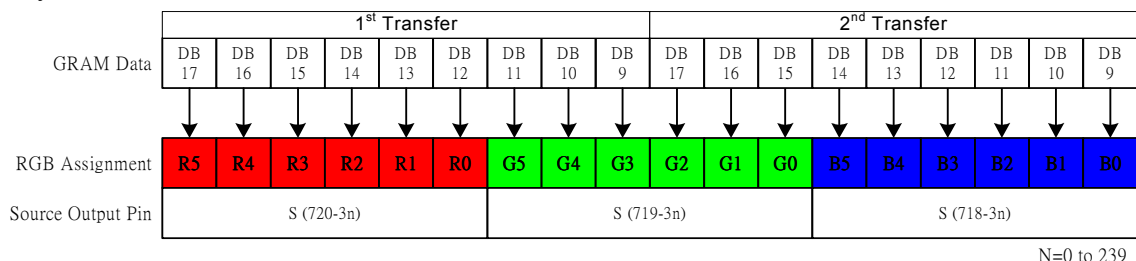 1st Transfer 2nd Transfer
GRAM Data DB 17 DB 16 DB 15 DB 14 DB 13 DB 12 DB 11 DB 10 DB 9 DB 17 DB 16 DB 15 DB 14 DB 13 DB 12 DB 11 DB 10 DB 9
RGB Assignment R5 R4 R3 R2 R1 R0 G5 G4 G3 G2 G1 G0 B5 B4 B3 B2 B1 B0
Source Output Pin S (720-3n) S (719-3n) S (718-3n)
N=0 to 239